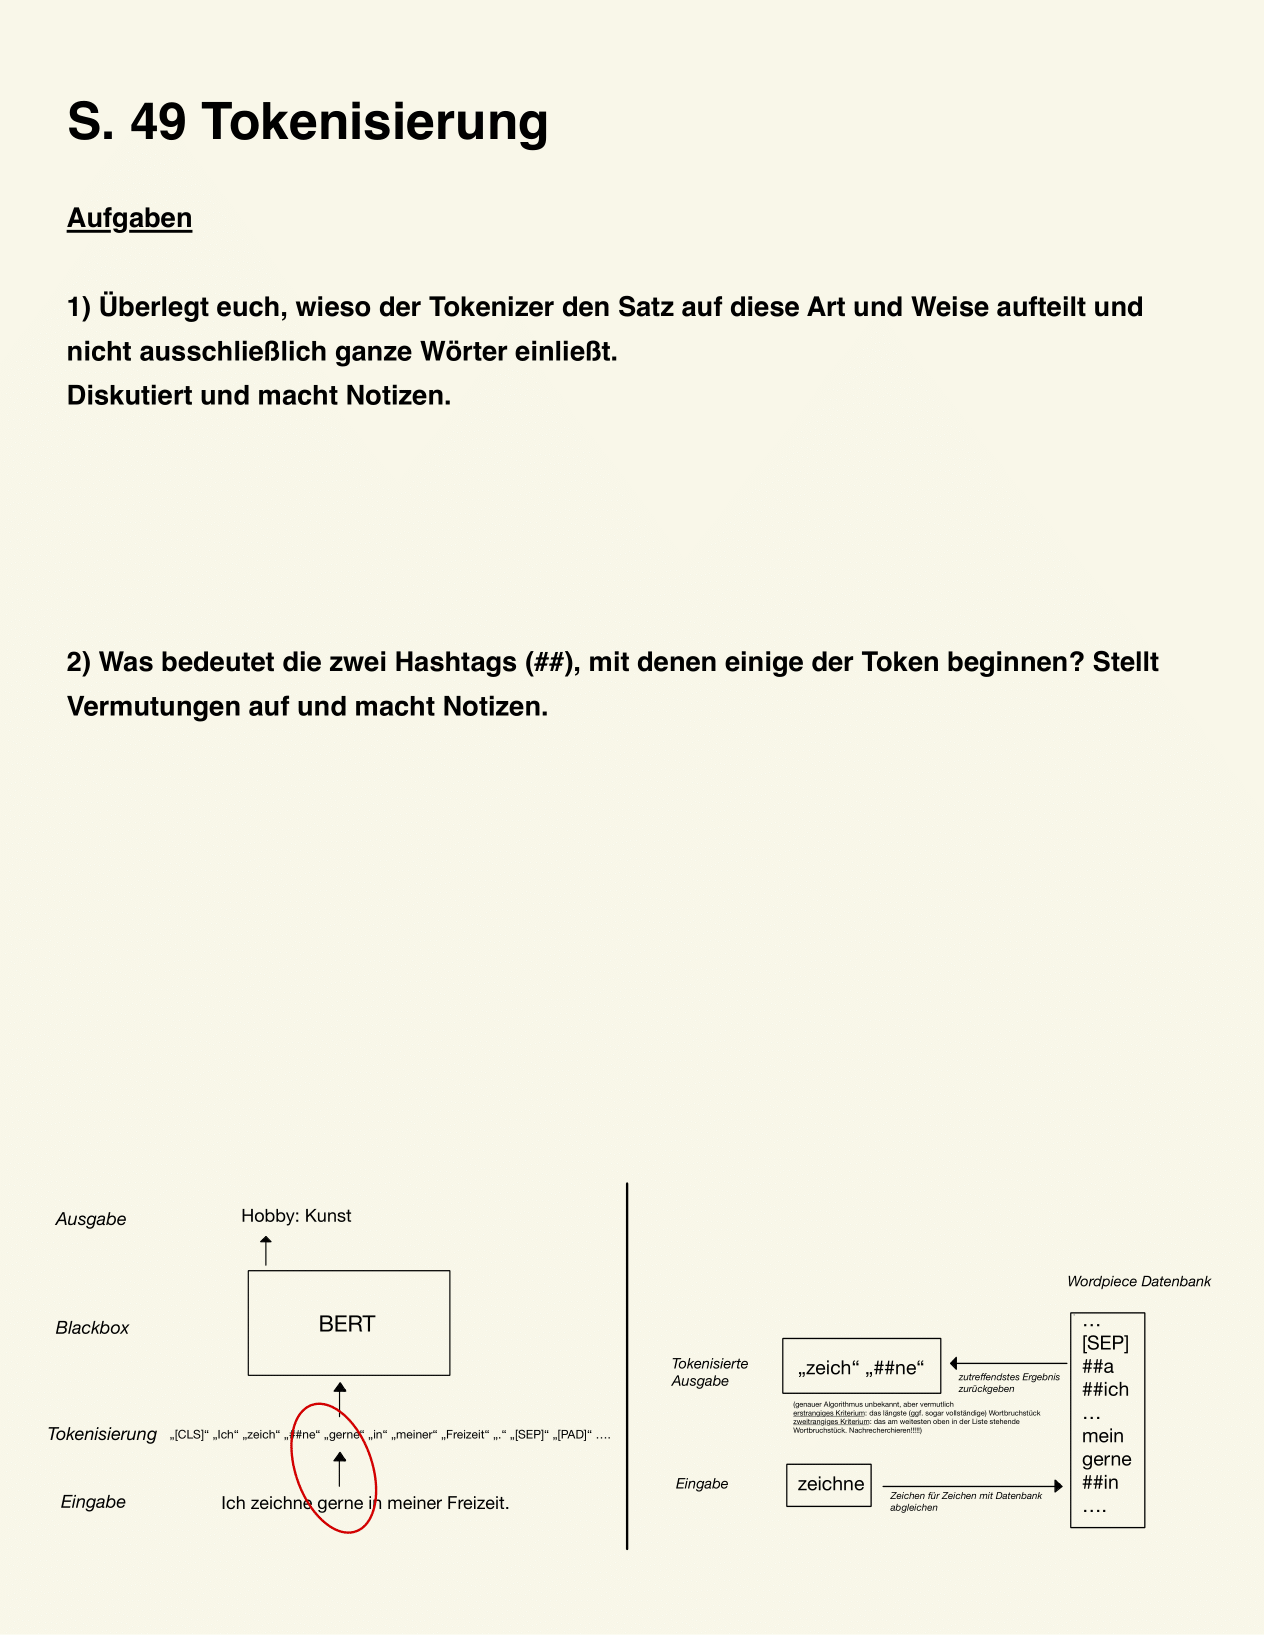 S. 49 Tokenisierung
Aufgaben
1) Überlegt euch, wieso der Tokenizer den Satz auf diese Art und Weise aufteilt und
nicht ausschließlich ganze Wörter einließt.
Diskutiert und macht Notizen.
2) Was bedeutet die zwei Hashtags (##), mit denen einige der Token beginnen? Stellt
Vermutungen auf und macht Notizen.
Ausgabe
Hobby: Kunst
Blackbox
BERT
Tokenisierung
„[CLS]“ „Ich“ „zeich“ „##ne“ „gerne“ „in“ „meiner“ „Freizeit“ „.“ „[SEP]“ „[PAD]“ ….
Eingabe
Ich zeichne gerne in meiner Freizeit.
Wordpiece Datenbank
…
[SEP]
##a
##ich
…
mein
gerne
##in
….
Tokenisierte
Ausgabe
„zeich“ „##ne“
zutreffendstes Ergebnis
zurückgeben
(genauer Algorithmus unbekannt, aber vermutlich
erstrangiges Kriterium: das längste (ggf. sogar vollständige) Wortbruchstück
zweitrangiges Kriterium: das am weitesten oben in der Liste stehende
Wortbruchstück. Nachrecherchieren!!!!!)
Eingabe
zeichne
Zeichen für Zeichen mit Datenbank
abgleichen